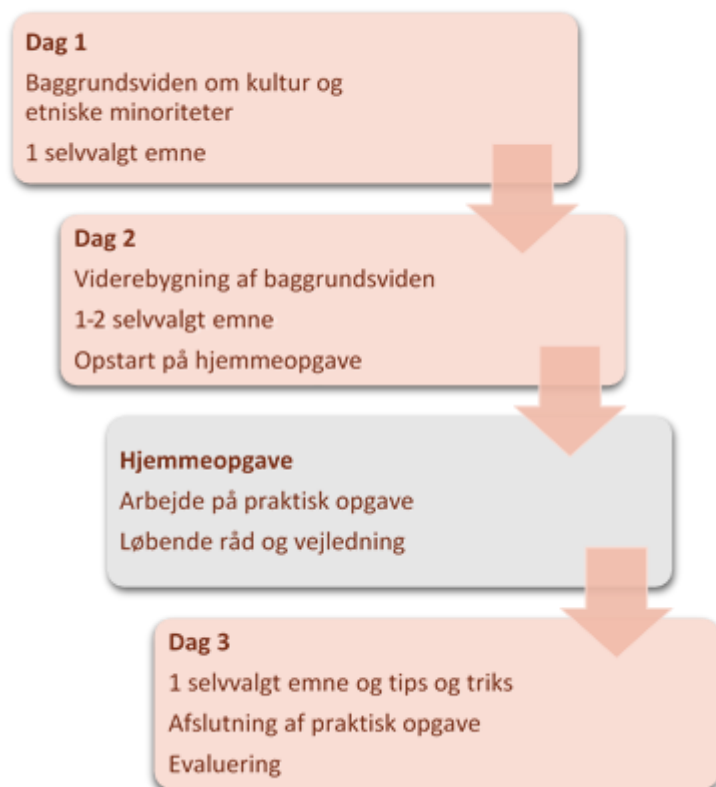 Dag 1
Baggrundsviden om kultur og
etniske minoriteter
1 selvvalgt emne
Dag 2
Viderebygning af baggrundsviden
1-2 selvvalgt emne
Opstart på hjemmeopgave
Hjemmeopgave
Arbejde på praktisk opgave
Løbende råd og vejledning
Dag 3
1 selvvalgt emne og tips og triks
Afslutning af praktisk opgave
Evaluering